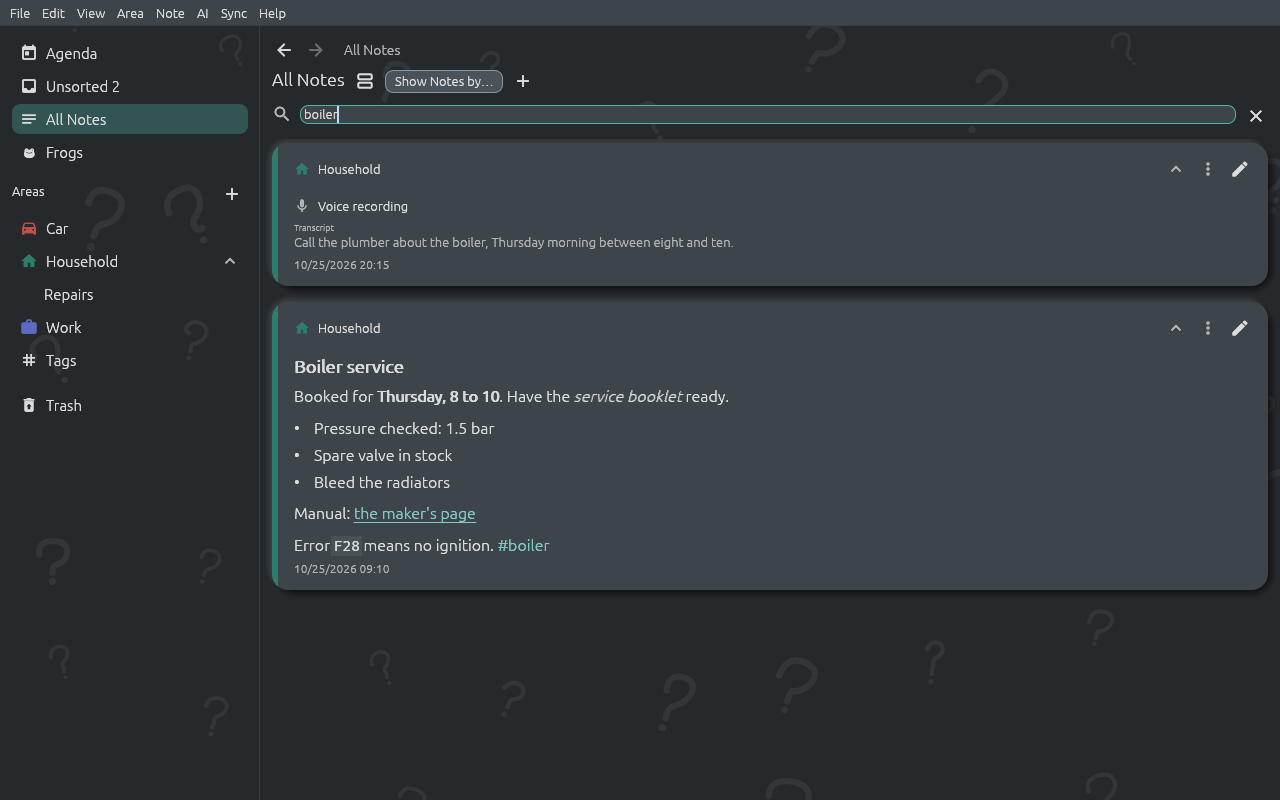 File Edit View Area Note AI Sync Help
Agenda
Unsorted 2
All Notes
Frogs
Areas
Car
Household
Repairs
Work
Tags
Trash
All Notes
All Notes
Show Notes by…
boiler
Household
Voice recording
Transcript
Call the plumber about the boiler, Thursday morning between eight and ten.
10/25/2026 20:15
Household
Boiler service
Booked for Thursday, 8 to 10. Have the service booklet ready.
• Pressure checked: 1.5 bar
• Spare valve in stock
• Bleed the radiators
Manual: the maker's page
Error F28 means no ignition. #boiler
10/25/2026 09:10